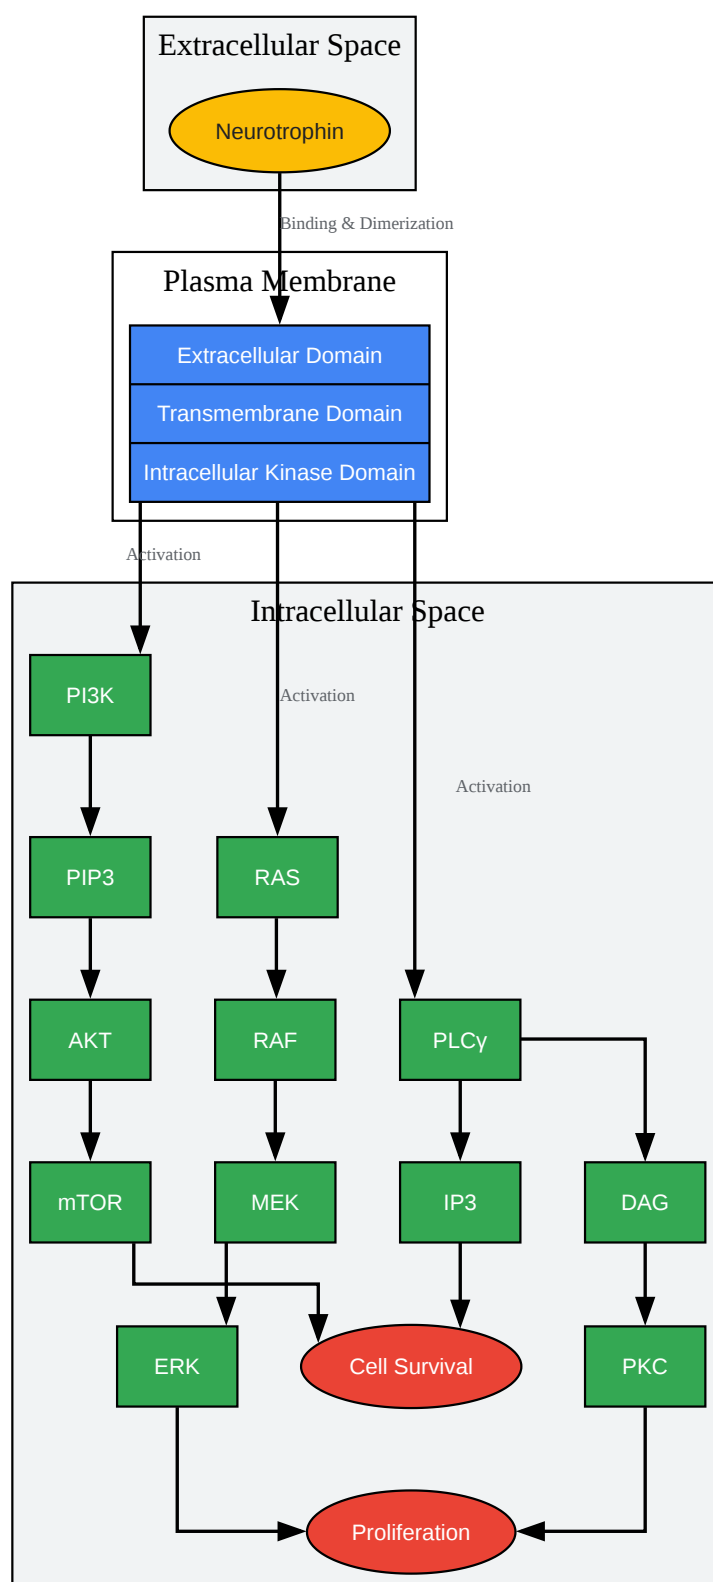 Extracellular Space
Neurotrophin
Binding & Dimerization
Plasma Membrane
Extracellular Domain
Transmembrane Domain
Intracellular Kinase Domain
Activation
Intracellular Space
PI3K
Activation
Activation
PIP3
RAS
AKT
RAF
PLCγ
mTOR
MEK
IP3
DAG
ERK
Cell Survival
PKC
Proliferation